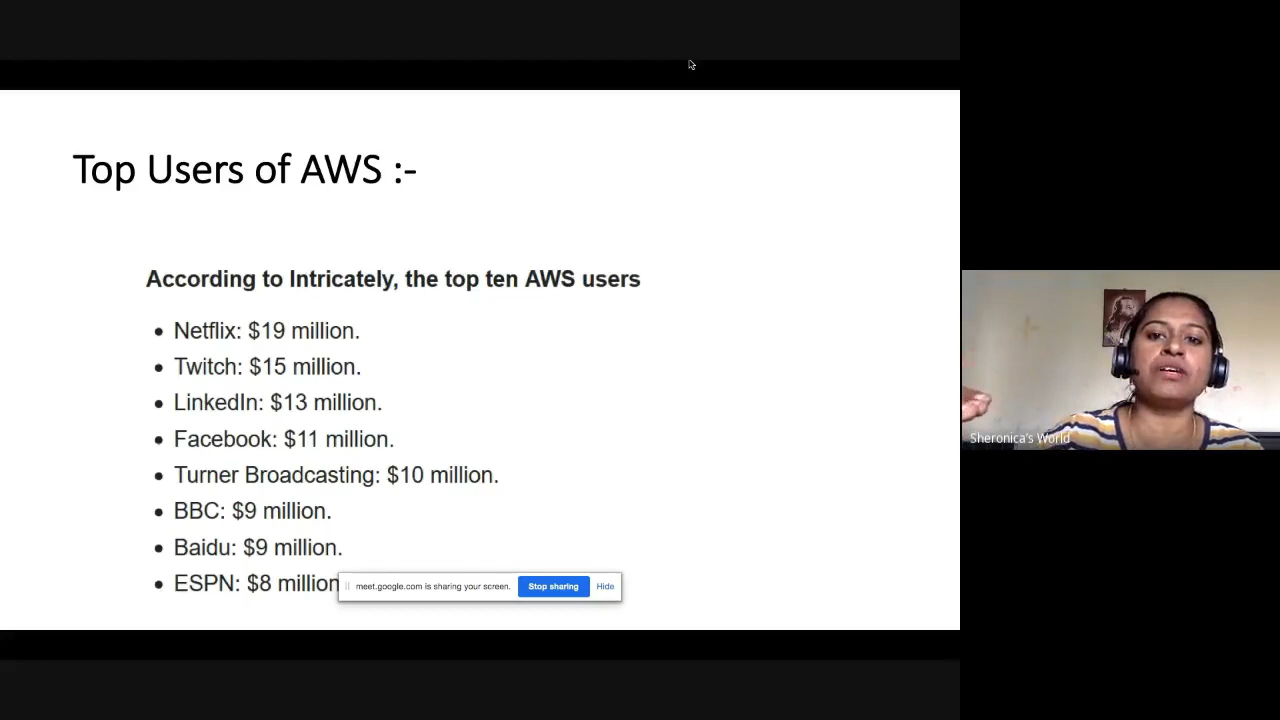 Top Users of AWS :-
According to Intricately, the top ten AWS users
• Netflix: $19 million.
• Twitch: $15 million.
• LinkedIn: $13 million.
• Facebook: $11 million.
• Turner Broadcasting: $10 million.
• BBC: $9 million.
• Baidu: $9 million.
• ESPN: $8 million
meet.google.com is sharing your screen. Stop sharing Hide
Sheronica's World